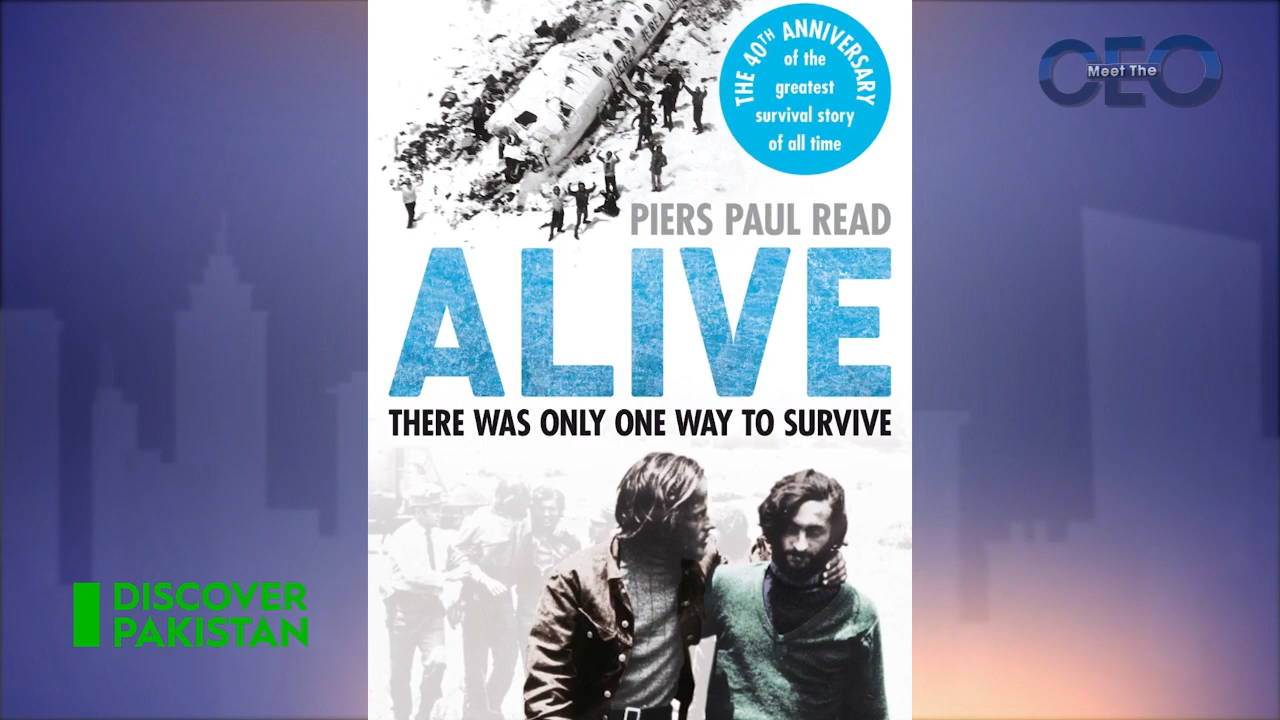 THE 40TH ANNIVERSARY
of the
greatest
survival story
of all time
Meet The
CEO
PIERS PAUL READ
ALIVE
THERE WAS ONLY ONE WAY TO SURVIVE
DISCOVER
PAKISTAN